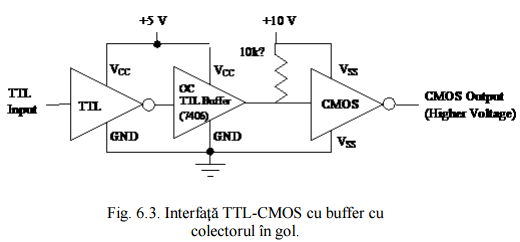 +5 V
+10 V
10k?
VCC
VCC
VSS
TTL
Input
TTL
OC
TTL Buffer
(7406)
CMOS
CMOS Output
(Higher Voltage)
GND
GND
VSS
Fig. 6.3. Interfaţă TTL-CMOS cu buffer cu
colectorul în gol.